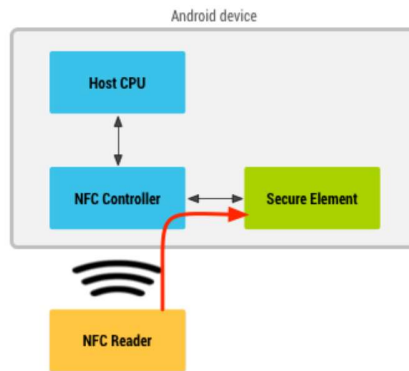 Android device
Host CPU
NFC Controller
Secure Element
NFC Reader